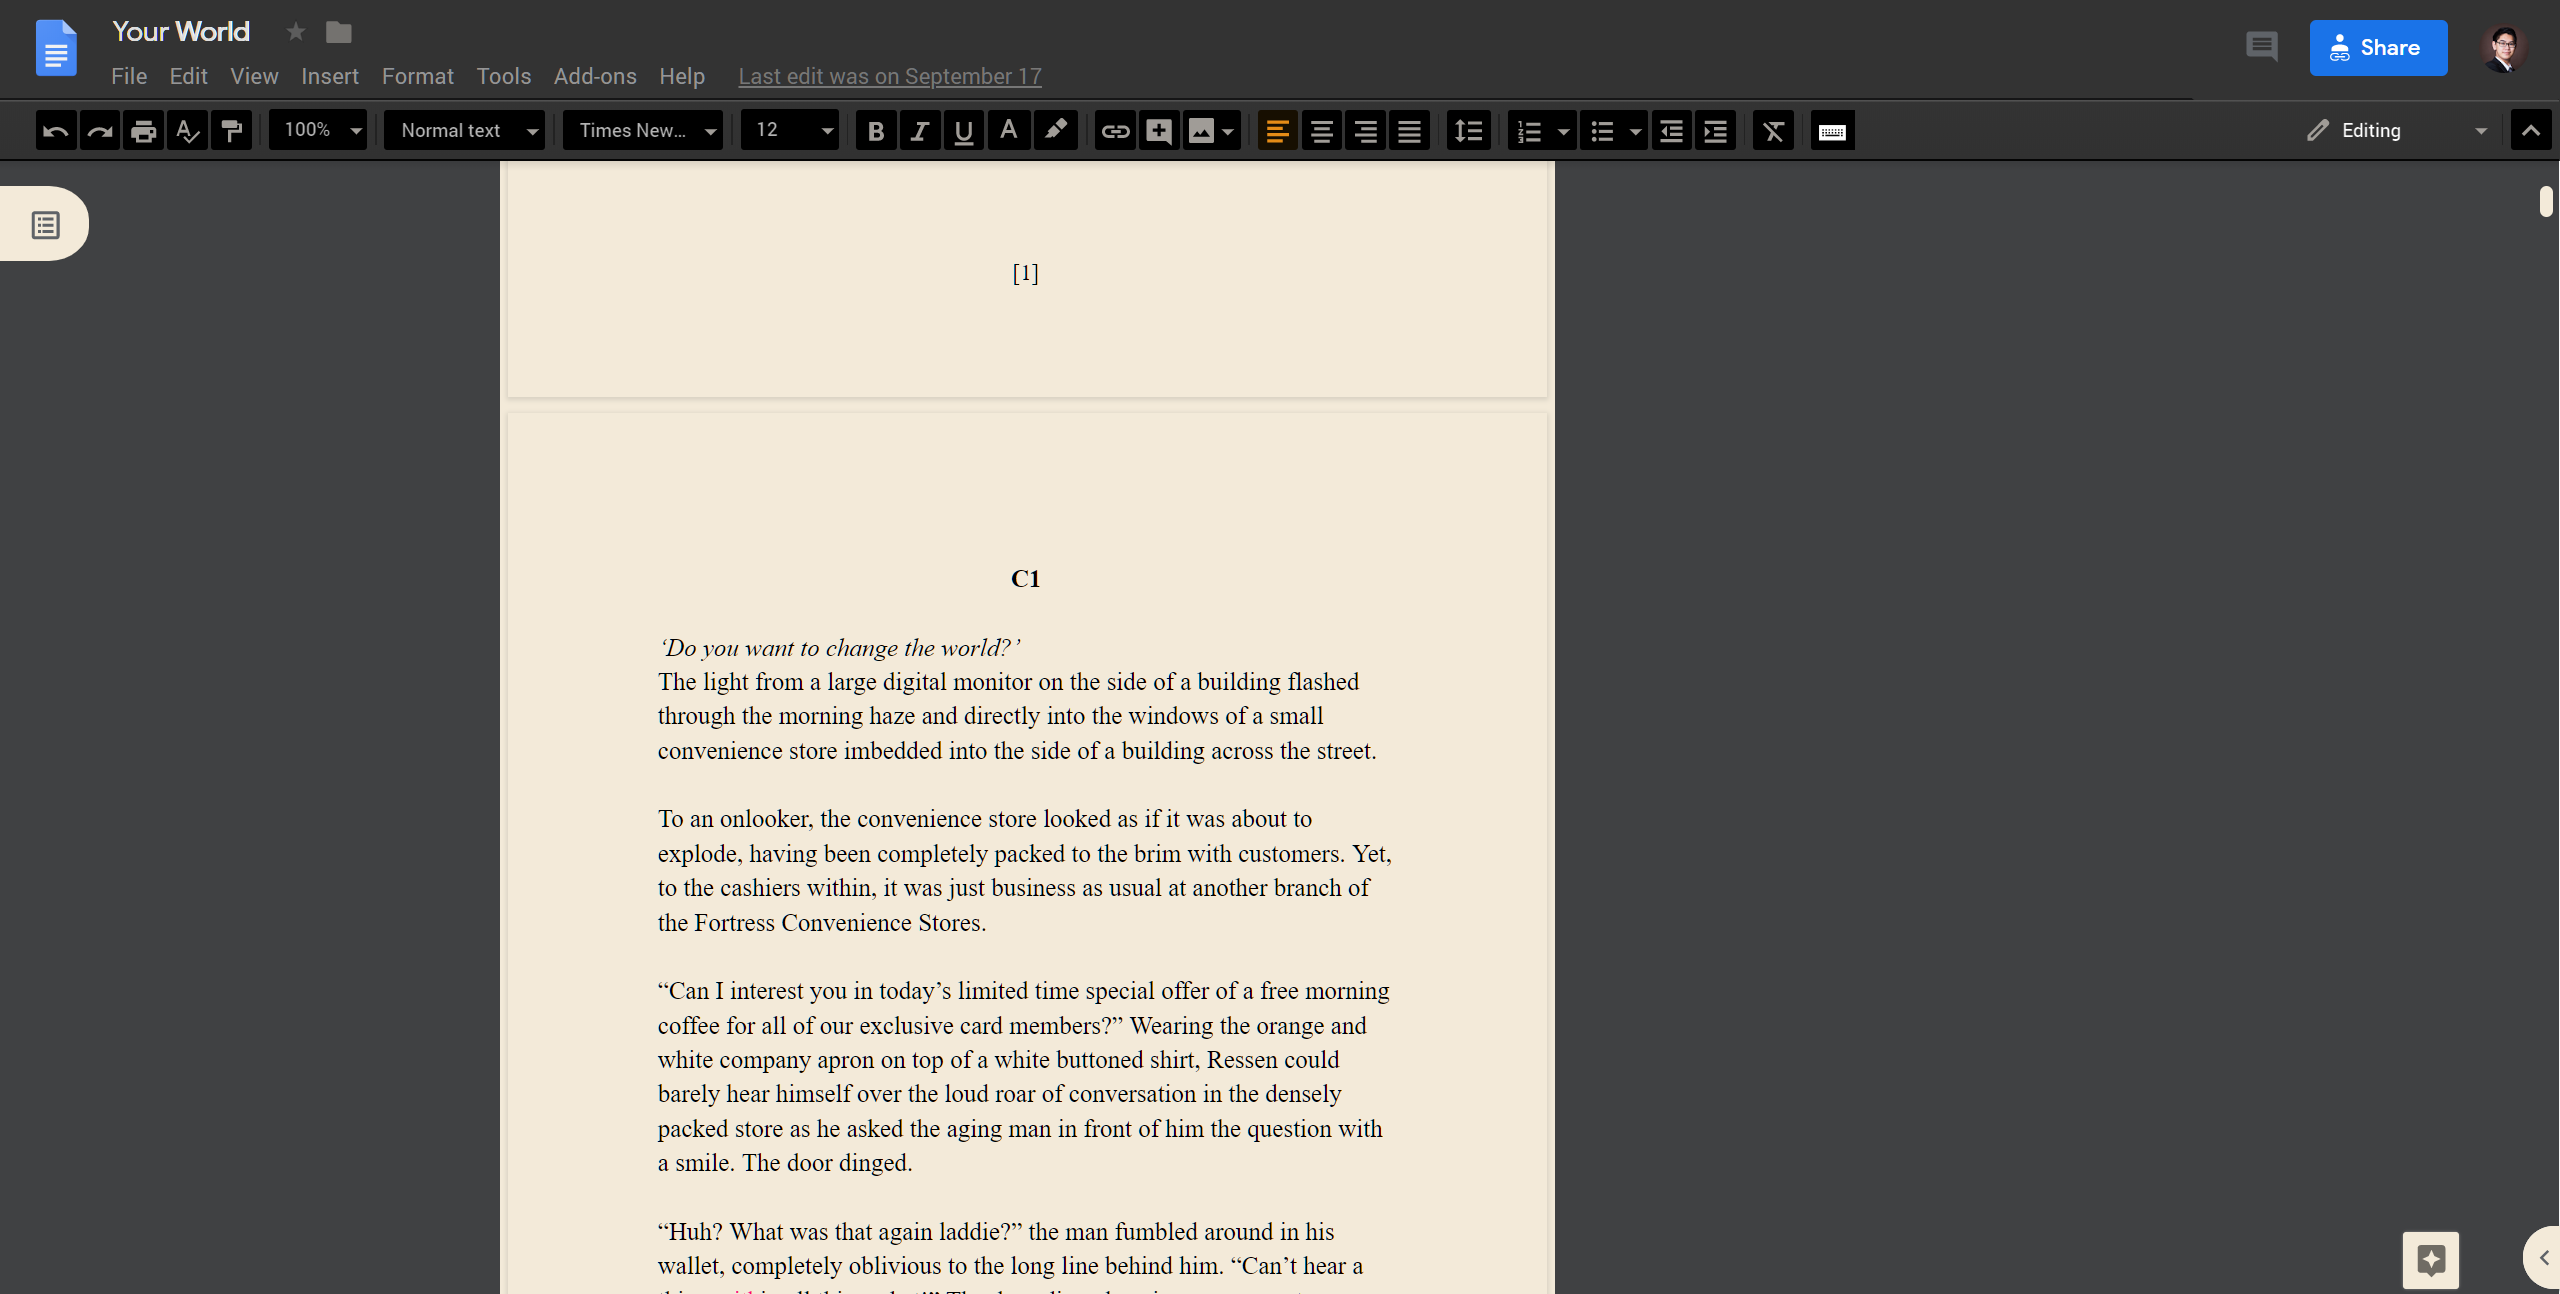 Your World
File Edit View Insert Format Tools Add-ons Help Last edit was on September 17
Share
100% Normal text Times New... 12 B I U A Editing
[1]
C1
‘Do you want to change the world?’
The light from a large digital monitor on the side of a building flashed
through the morning haze and directly into the windows of a small
convenience store imbedded into the side of a building across the street.
To an onlooker, the convenience store looked as if it was about to
explode, having been completely packed to the brim with customers. Yet,
to the cashiers within, it was just business as usual at another branch of
the Fortress Convenience Stores.
“Can I interest you in today’s limited time special offer of a free morning
coffee for all of our exclusive card members?” Wearing the orange and
white company apron on top of a white buttoned shirt, Ressen could
barely hear himself over the loud roar of conversation in the densely
packed store as he asked the aging man in front of him the question with
a smile. The door dinged.
“Huh? What was that again laddie?” the man fumbled around in his
wallet, completely oblivious to the long line behind him. “Can’t hear a